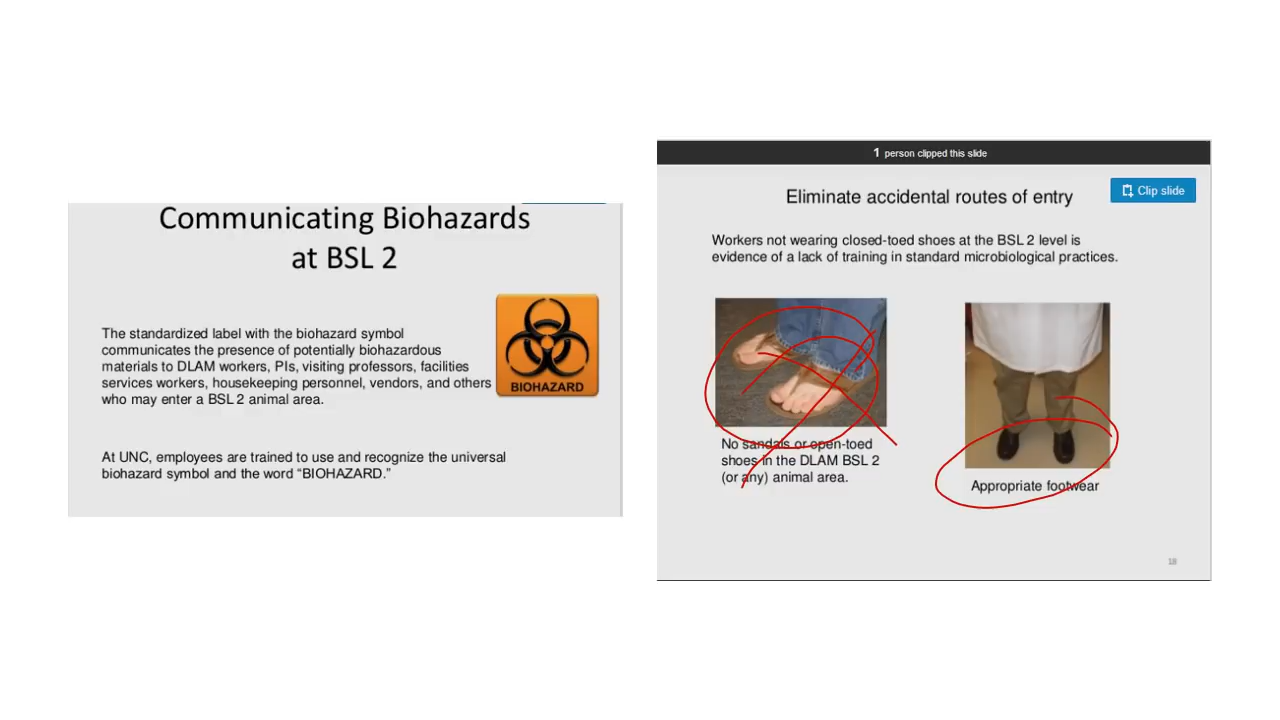 Communicating Biohazards
at BSL 2
The standardized label with the biohazard symbol
communicates the presence of potentially biohazardous
materials to DLAM workers, PIs, visiting professors, facilities
services workers, housekeeping personnel, vendors, and others
who may enter a BSL 2 animal area.
BIOHAZARD
At UNC, employees are trained to use and recognize the universal
biohazard symbol and the word “BIOHAZARD.”
1 person clipped this slide
Clip slide
Eliminate accidental routes of entry
Workers not wearing closed-toed shoes at the BSL 2 level is
evidence of a lack of training in standard microbiological practices.
No sandals or open-toed
shoes in the DLAM BSL 2
(or any) animal area.
Appropriate footwear
18